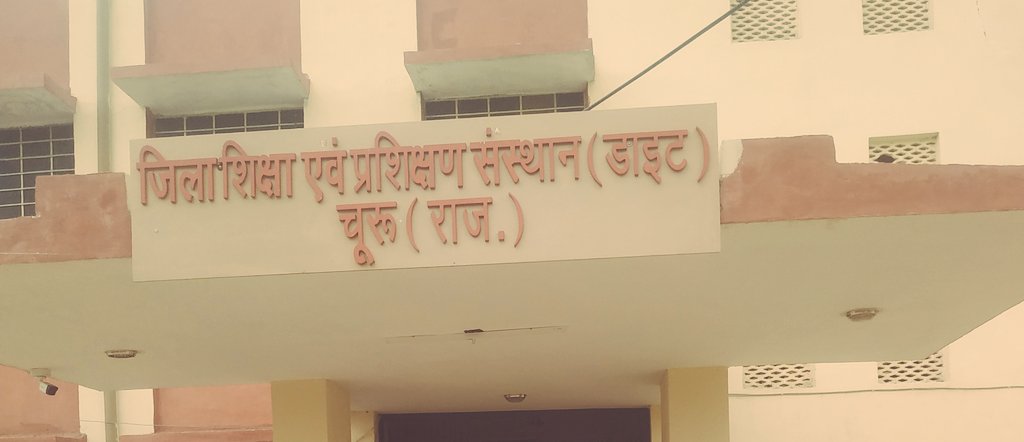 जिला शिक्षा एवं प्रशिक्षण संस्थान (डाइट)
चूरू (राज.)